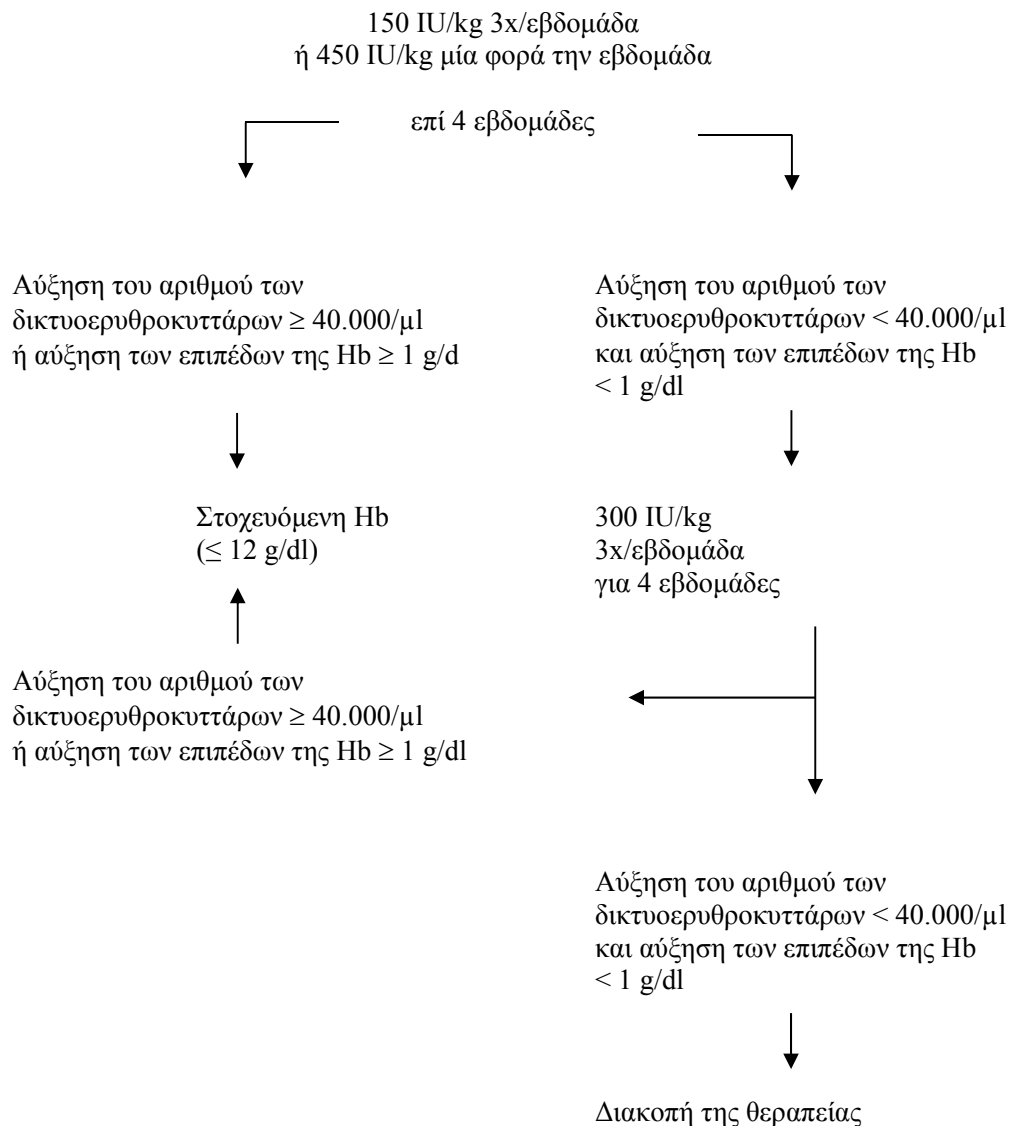 150 IU/kg 3x/εβδομάδα
ή 450 IU/kg μία φορά την εβδομάδα
επί 4 εβδομάδες
Αύξηση του αριθμού των
δικτυοερυθροκυττάρων ≥ 40.000/µl
ή αύξηση των επιπέδων της Hb ≥ 1 g/d
Αύξηση του αριθμού των
δικτυοερυθροκυττάρων < 40.000/µl
και αύξηση των επιπέδων της Hb
< 1 g/dl
Στοχευόμενη Hb
(≤ 12 g/dl)
300 IU/kg
3x/εβδομάδα
για 4 εβδομάδες
Αύξηση του αριθμού των
δικτυοερυθροκυττάρων ≥ 40.000/µl
ή αύξηση των επιπέδων της Hb ≥ 1 g/dl
Αύξηση του αριθμού των
δικτυοερυθροκυττάρων < 40.000/µl
και αύξηση των επιπέδων της Hb
< 1 g/dl
Διακοπή της θεραπείας